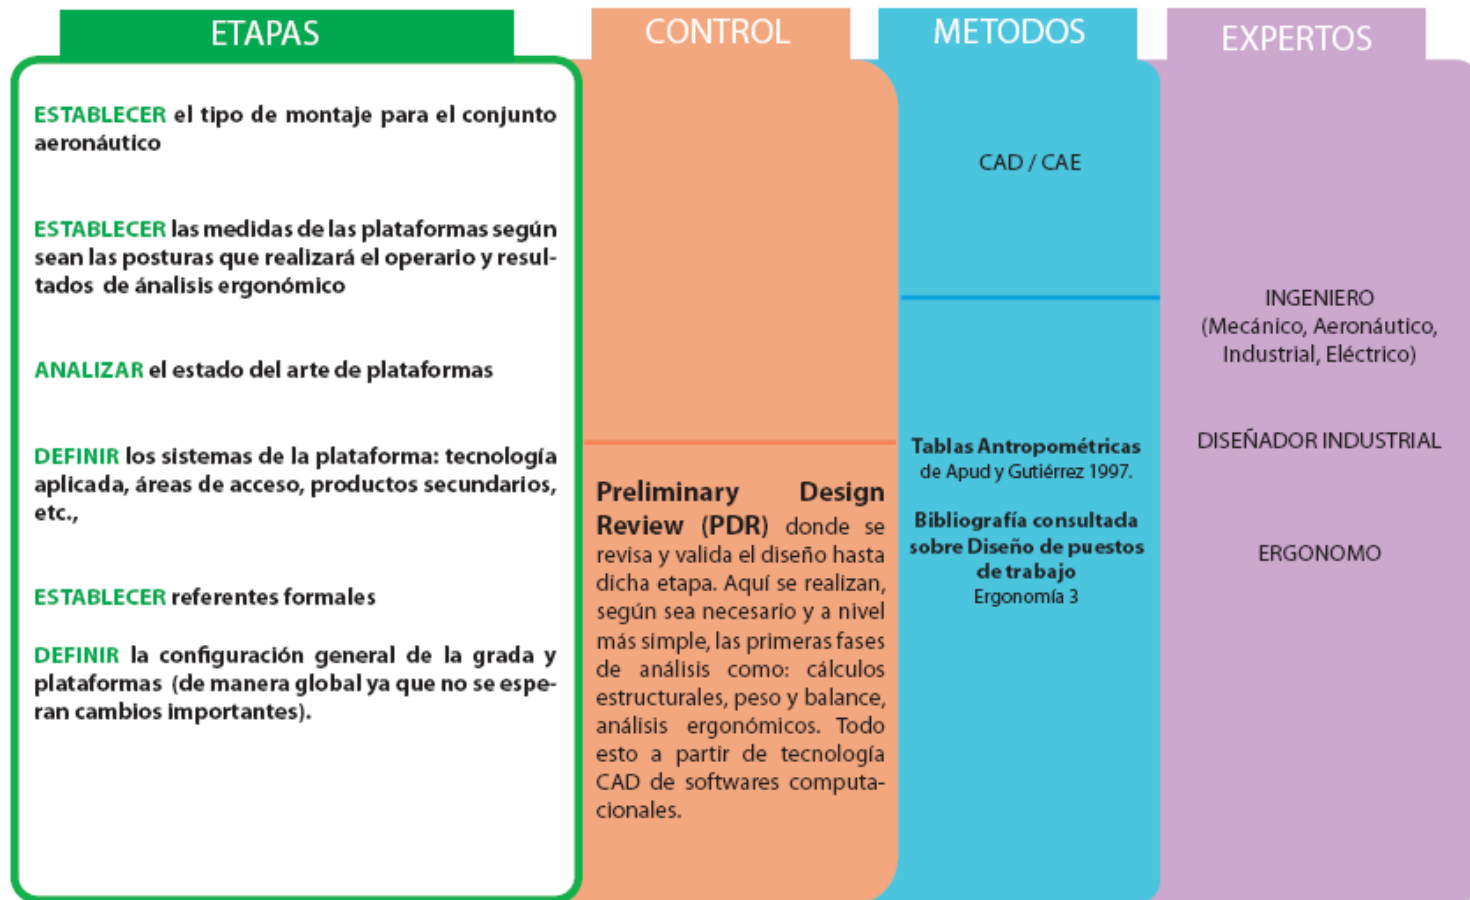 ETAPAS
ESTABLECER el tipo de montaje para el conjunto
aeronáutico
ESTABLECER las medidas de las plataformas según
sean las posturas que realizará el operario y resul-
tados de ánalisis ergonómico
ANALIZAR el estado del arte de plataformas
DEFINIR los sistemas de la plataforma: tecnología
aplicada, áreas de acceso, productos secundarios,
etc.,
ESTABLECER referentes formales
DEFINIR la configuración general de la grada y
plataformas (de manera global ya que no se espe-
ran cambios importantes).
CONTROL
Preliminary Design
Review (PDR) donde se
revisa y valida el diseño hasta
dicha etapa. Aquí se realizan,
según sea necesario y a nivel
más simple, las primeras fases
de análisis como: cálculos
estructurales, peso y balance,
análisis ergonómicos. Todo
esto a partir de tecnología
CAD de softwares computa-
cionales.
METODOS
CAD / CAE
Tablas Antropométricas
de Apud y Gutiérrez 1997.
Bibliografía consultada
sobre Diseño de puestos
de trabajo
Ergonomía 3
EXPERTOS
INGENIERO
(Mecánico, Aeronáutico,
Industrial, Eléctrico)
DISEÑADOR INDUSTRIAL
ERGONOMO